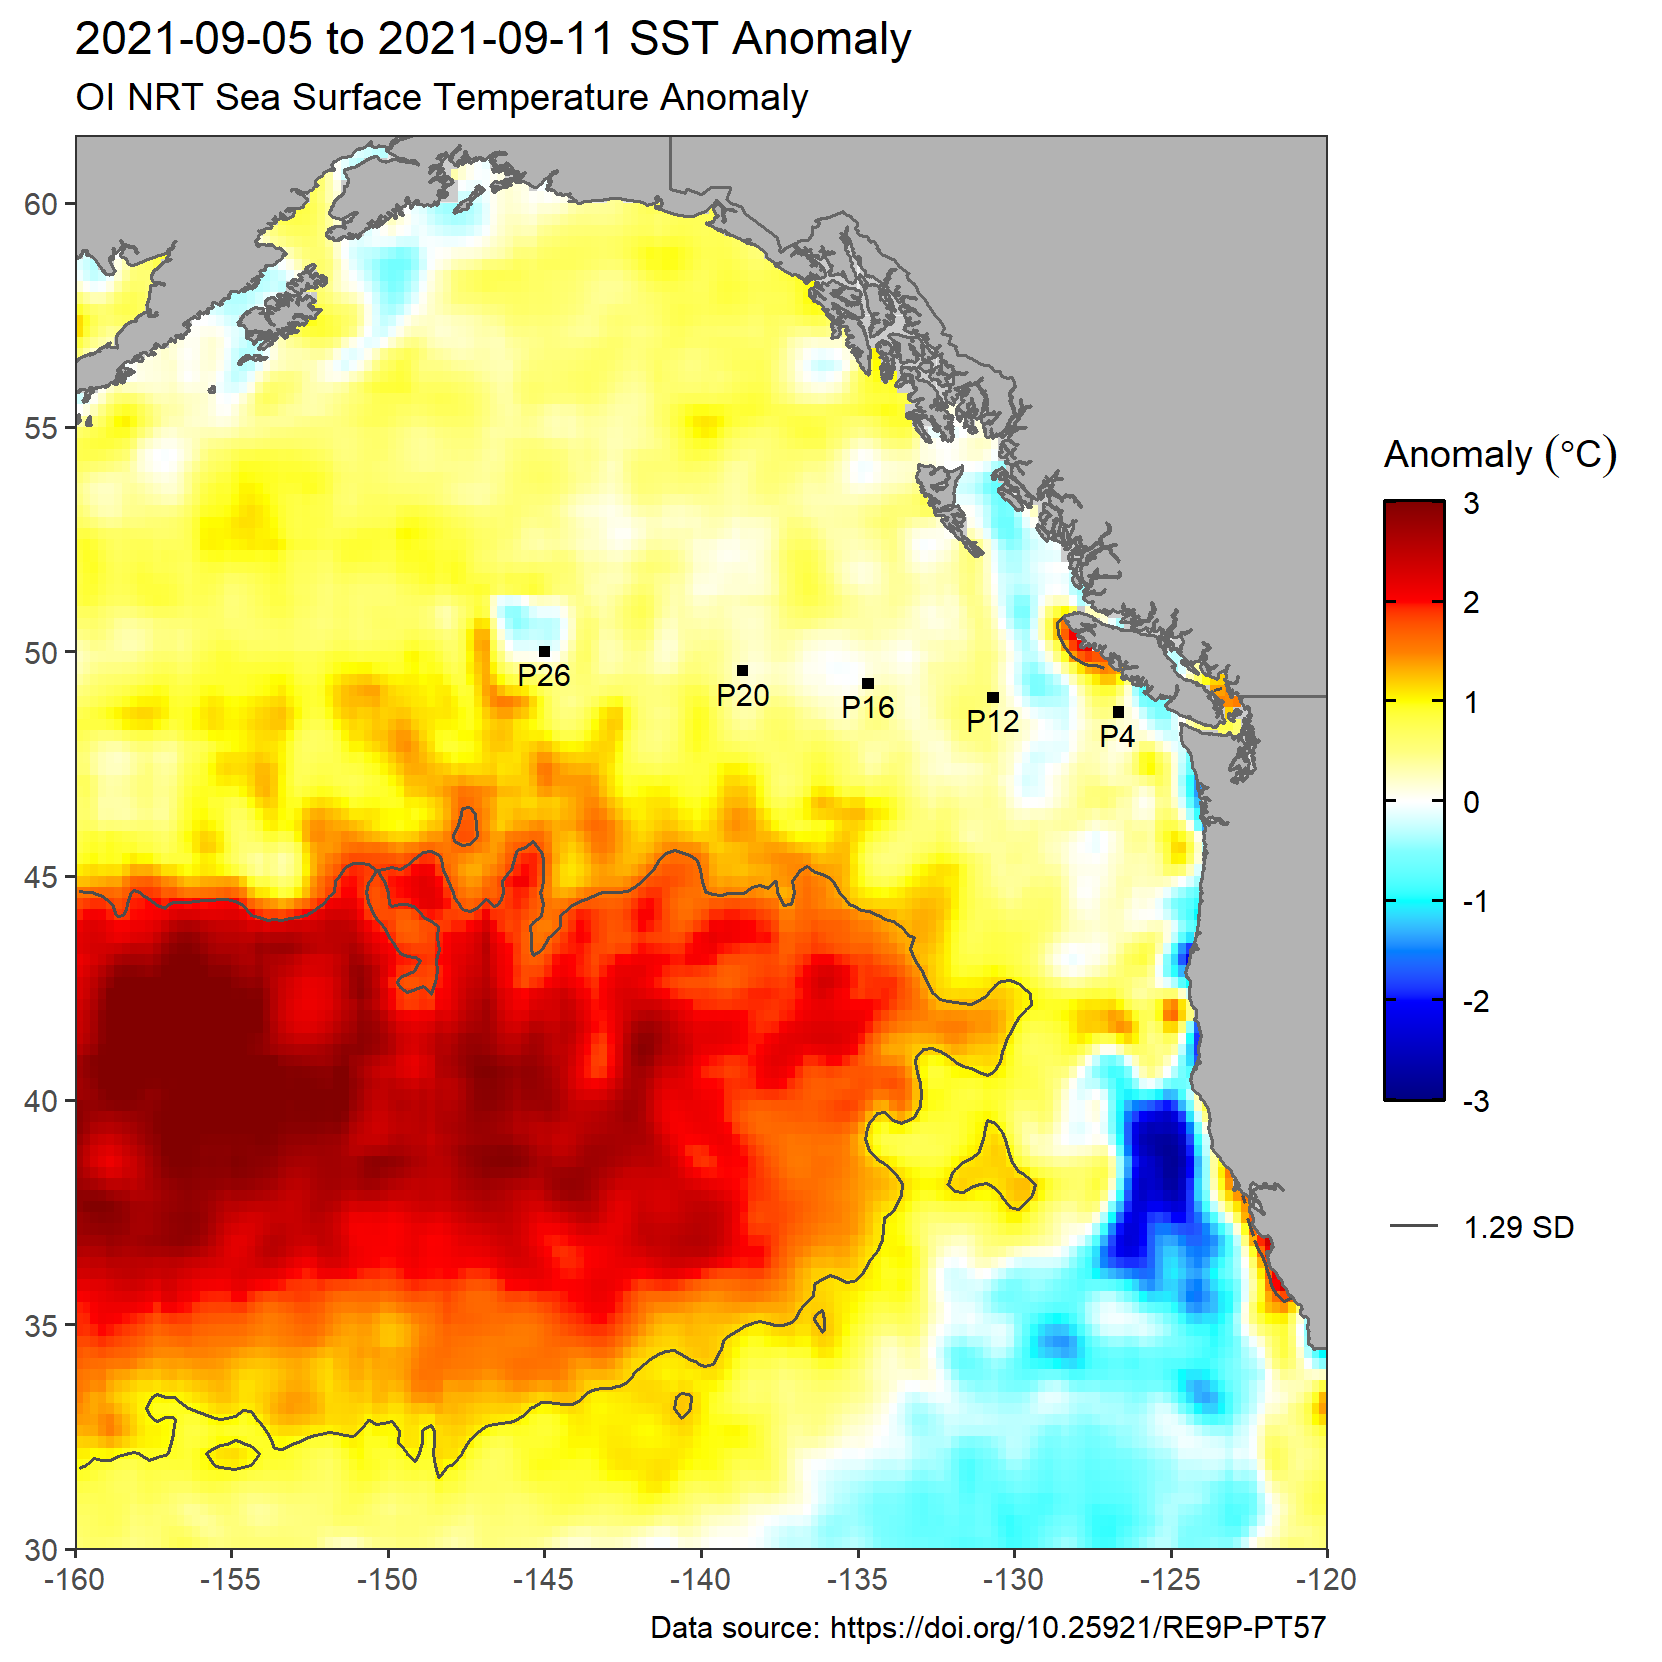 2021-09-05 to 2021-09-11 SST Anomaly
OI NRT Sea Surface Temperature Anomaly
60
55
50
45
40
35
30
-160
-155
-150
-145
-140
-135
-130
-125
-120
P26
P20
P16
P12
P4
Anomaly (°C)
3
2
1
0
-1
-2
-3
1.29 SD
Data source: https://doi.org/10.25921/RE9P-PT57